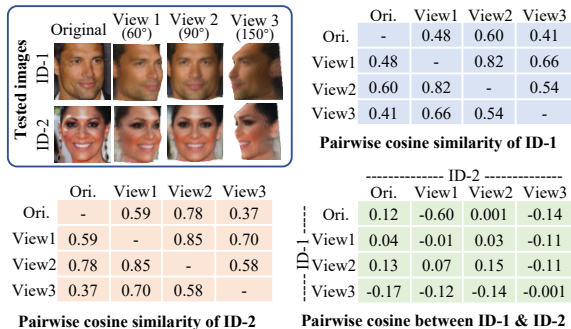 Tested images
Original View 1 (60°) View 2 (90°) View 3 (150°)
ID-1
ID-2
Ori. View1 View2 View3
Ori. - 0.48 0.60 0.41
View1 0.48 - 0.82 0.66
View2 0.60 0.82 - 0.54
View3 0.41 0.66 0.54 -
Pairwise cosine similarity of ID-1
Ori. View1 View2 View3
Ori. - 0.59 0.78 0.37
View1 0.59 - 0.85 0.70
View2 0.78 0.85 - 0.58
View3 0.37 0.70 0.58 -
Pairwise cosine similarity of ID-2
-------------- ID-2 --------------
Ori. View1 View2 View3
ID-1
Ori. 0.12 -0.60 0.001 -0.14
View1 0.04 -0.01 0.03 -0.11
View2 0.13 0.07 0.15 -0.11
View3 -0.17 -0.12 -0.14 -0.001
Pairwise cosine between ID-1 & ID-2